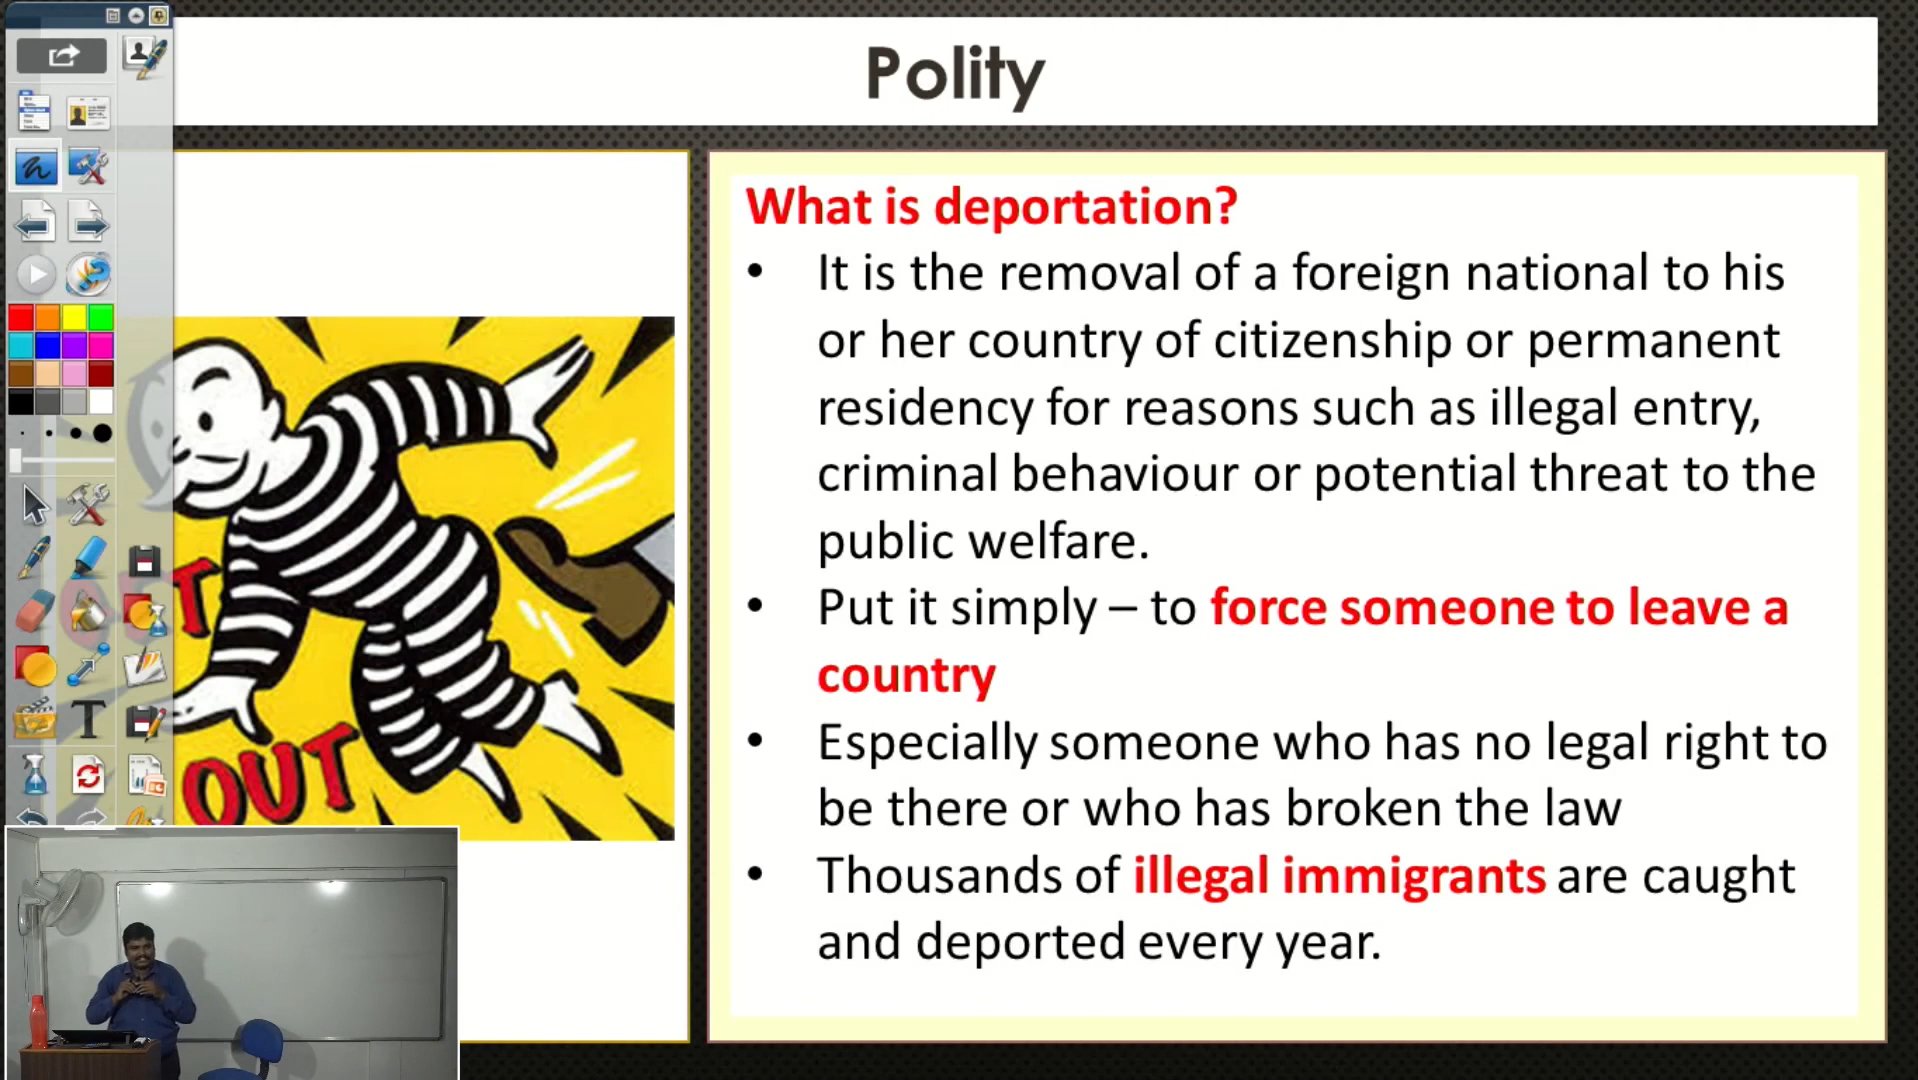 Polity
What is deportation?
• It is the removal of a foreign national to his
or her country of citizenship or permanent
residency for reasons such as illegal entry,
criminal behaviour or potential threat to the
public welfare.
• Put it simply – to force someone to leave a
country
• Especially someone who has no legal right to
be there or who has broken the law
• Thousands of illegal immigrants are caught
and deported every year.
OUT
T